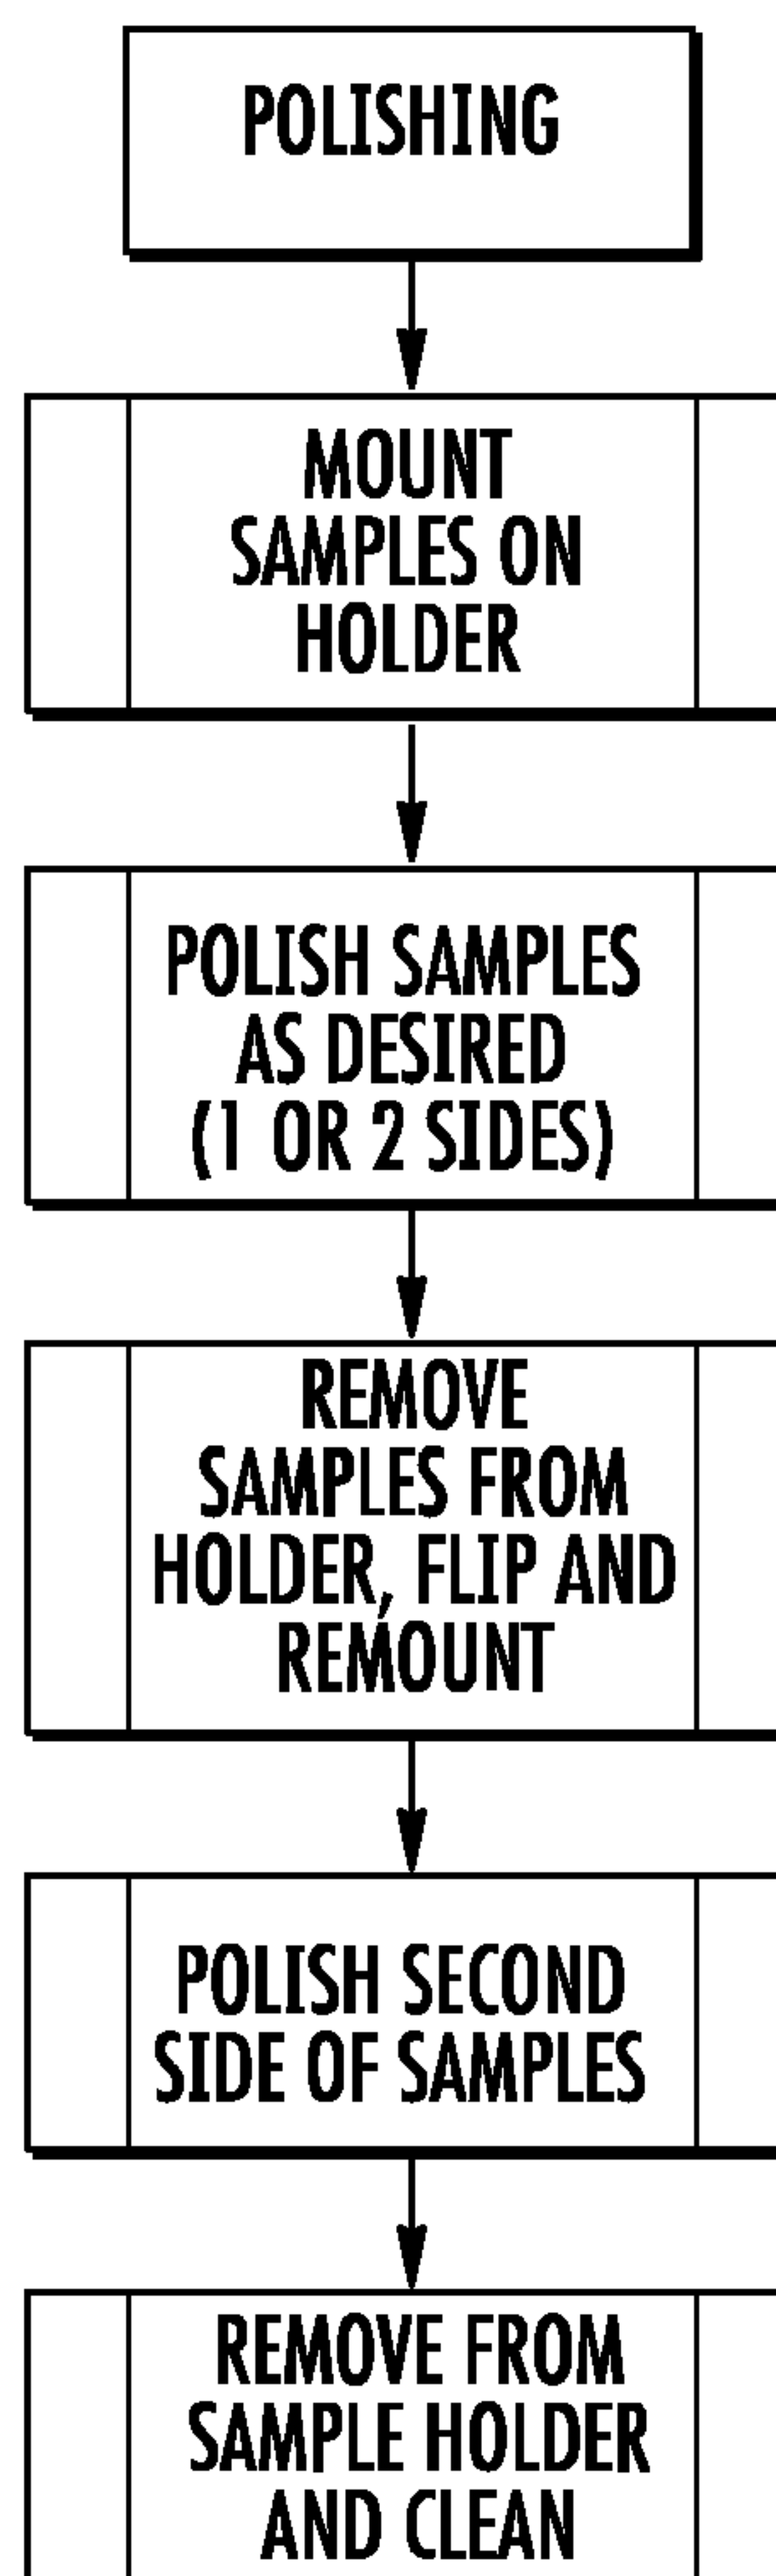 POLISHING
MOUNT
SAMPLES ON
HOLDER
POLISH SAMPLES
AS DESIRED
(1 OR 2 SIDES)
REMOVE
SAMPLES FROM
HOLDER, FLIP AND
REMOUNT
POLISH SECOND
SIDE OF SAMPLES
REMOVE FROM
SAMPLE HOLDER
AND CLEAN